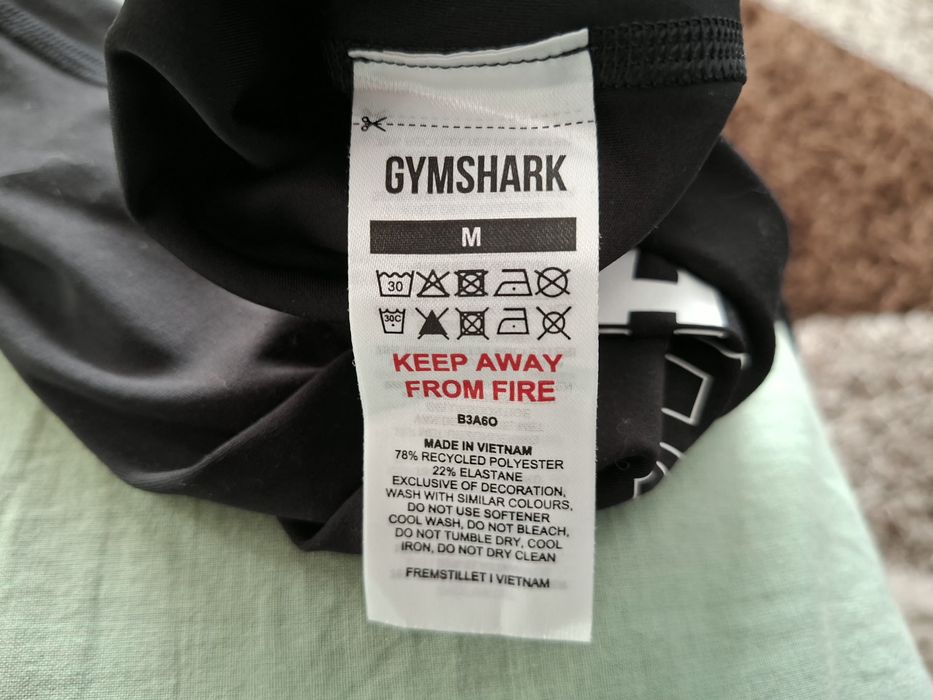 GYMSHARK
M
30
30C
KEEP AWAY
FROM FIRE
B3A6O
MADE IN VIETNAM
78% RECYCLED POLYESTER
22% ELASTANE
EXCLUSIVE OF DECORATION,
WASH WITH SIMILAR COLOURS,
DO NOT USE SOFTENER
COOL WASH, DO NOT BLEACH,
DO NOT TUMBLE DRY, COOL
IRON, DO NOT DRY CLEAN
FREMSTILLET I VIETNAM